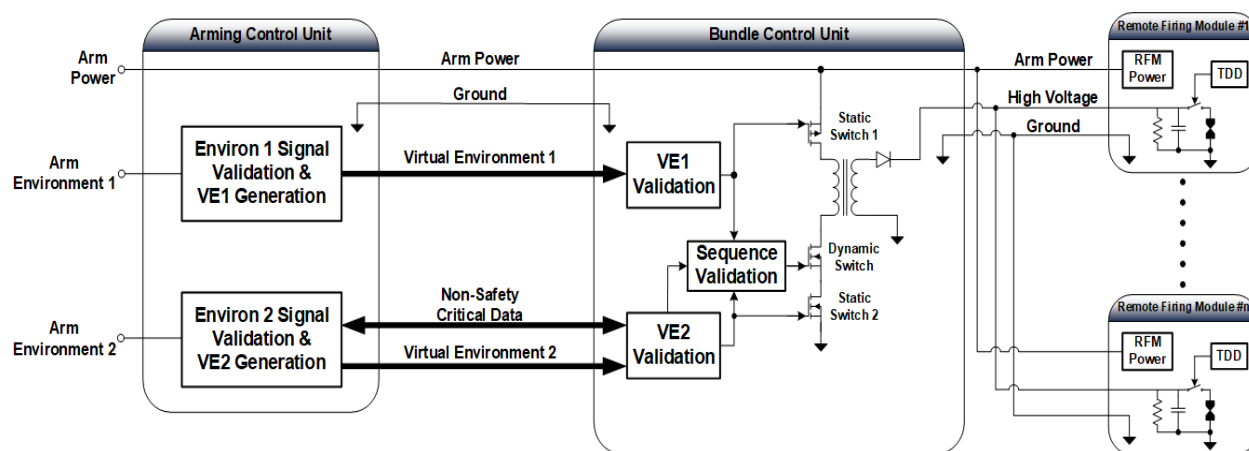 Arming Control Unit
Bundle Control Unit
Remote Firing Module #1
Arm
Power
Arm Power
Arm Power
RFM
Power
TDD
Ground
High Voltage
Static
Switch 1
Ground
Arm
Environment 1
Environ 1 Signal
Validation &
VE1 Generation
Virtual Environment 1
VE1
Validation
Sequence
Validation
Dynamic
Switch
Non-Safety
Critical Data
Static
Switch 2
Remote Firing Module #n
Arm
Environment 2
Environ 2 Signal
Validation &
VE2 Generation
Virtual Environment 2
VE2
Validation
RFM
Power
TDD